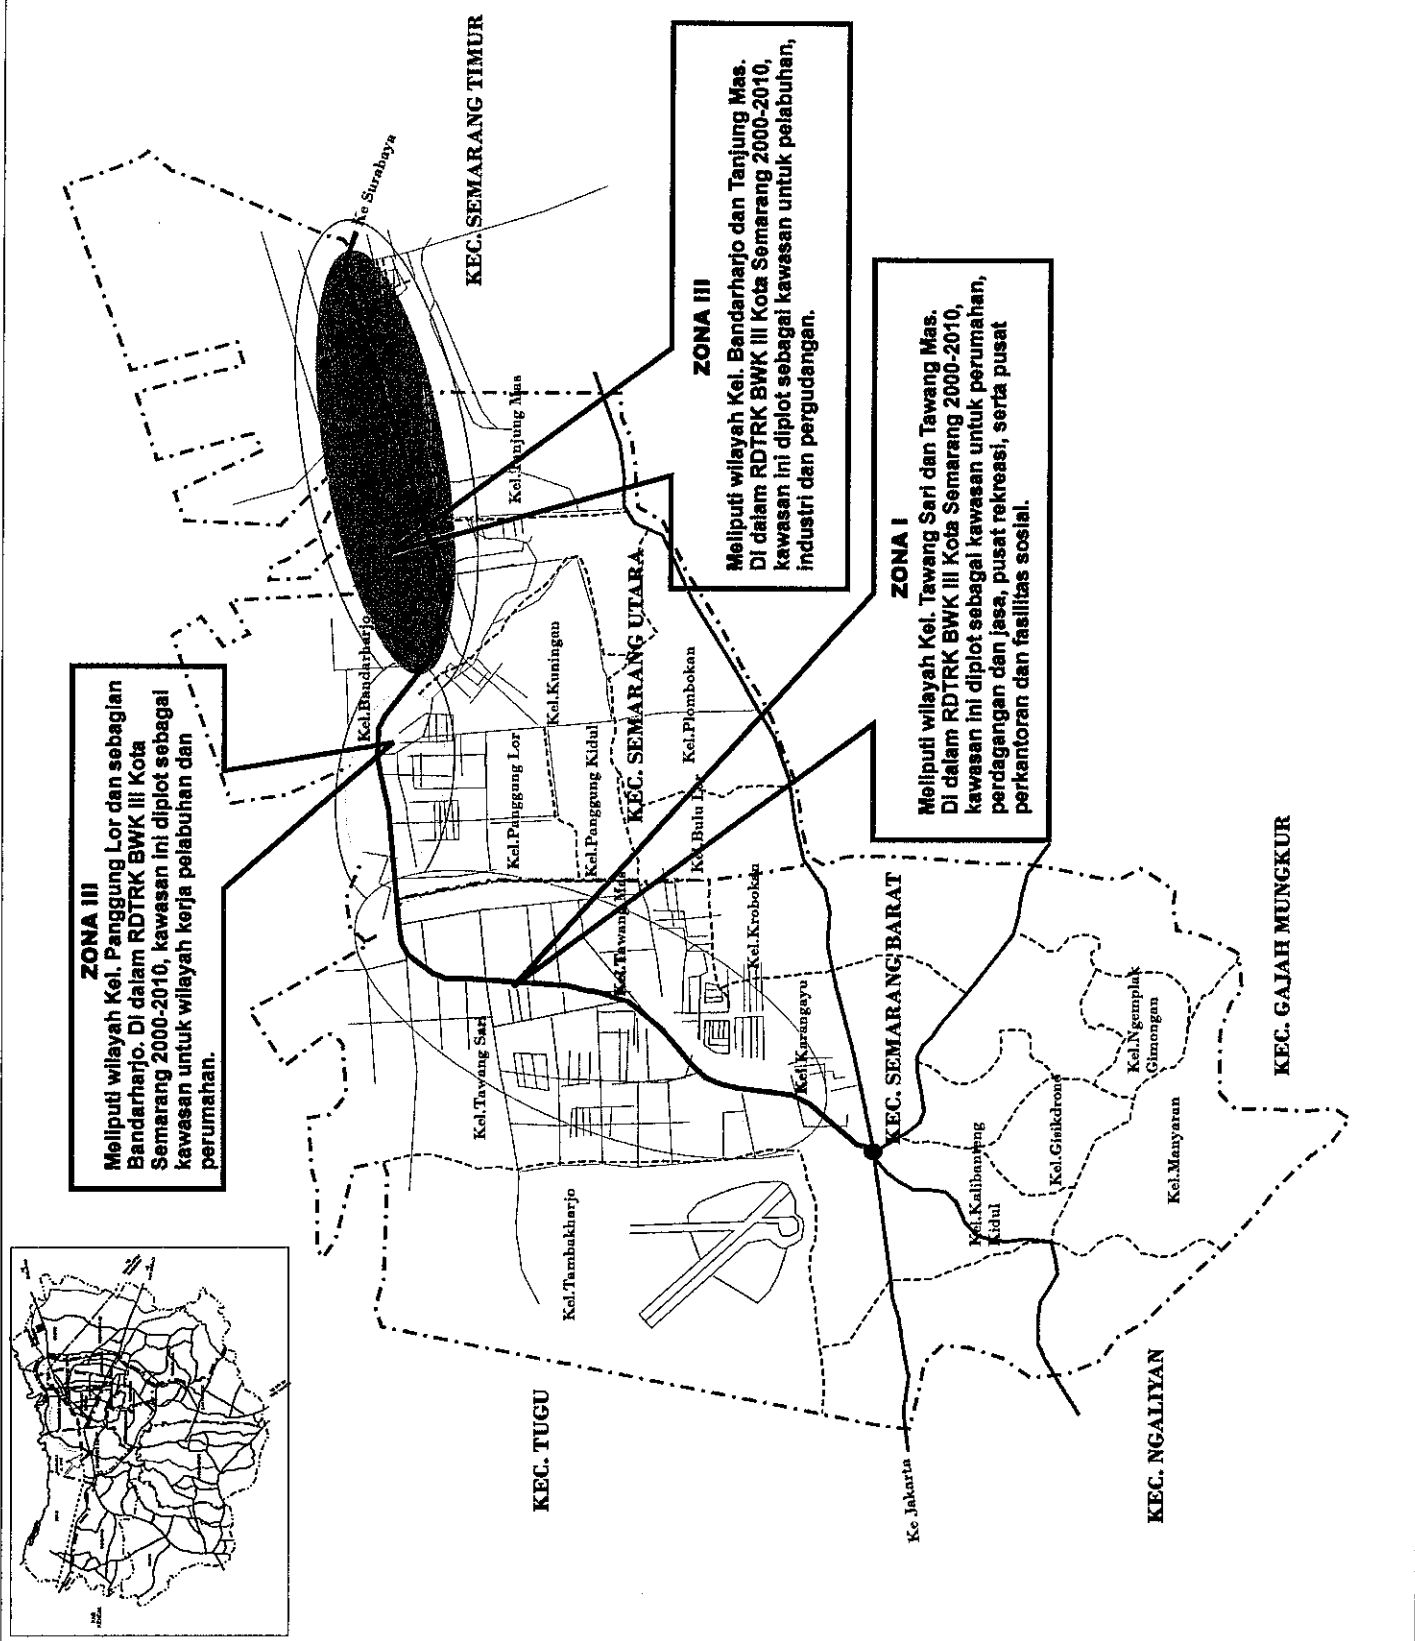 ZONA III
Meliputi wilayah Kel. Panggung Lor dan sebagian
Bandarharjo. Di dalam RDTRK BWK III Kota
Semarang 2000-2010, kawasan ini diplot sebagai
kawasan untuk wilayah kerja pelabuhan dan
perumahan.
Ke Surabaya
KEC. SEMARANG TIMUR
Kel.Bandarharjo
Kel.Tanjung Mas
ZONA III
Meliputi wilayah Kel. Bandarharjo dan Tanjung Mas.
Di dalam RDTRK BWK III Kota Semarang 2000-2010,
kawasan ini diplot sebagai kawasan untuk pelabuhan,
industri dan pergudangan.
Kel.Kuningan
Kel.Panggung Lor
Kel.Panggung Kidul
KEC. SEMARANG UTARA
Kel.Plombokan
Kel.Bulu Lor
Kel.Tawang Sari
Kel.Tawang Mas
Kel.Krobokan
Kel.Karangayu
ZONA I
Meliputi wilayah Kel. Tawang Sari dan Tawang Mas.
Di dalam RDTRK BWK III Kota Semarang 2000-2010,
kawasan ini diplot sebagai kawasan untuk perumahan,
perdagangan dan jasa, pusat rekreasi, serta pusat
perkantoran dan fasilitas sosial.
KEC. SEMARANGBARAT
Kel.Tambakharjo
KEC. TUGU
Ke Jakarta
Kel.Kalibanteng
Kidul
Kel.Gisikdrono
Kel.Ngemplak
Gimongan
Kel.Manyaran
KEC. GAJAH MUNGKUR
KEC. NGALIYAN